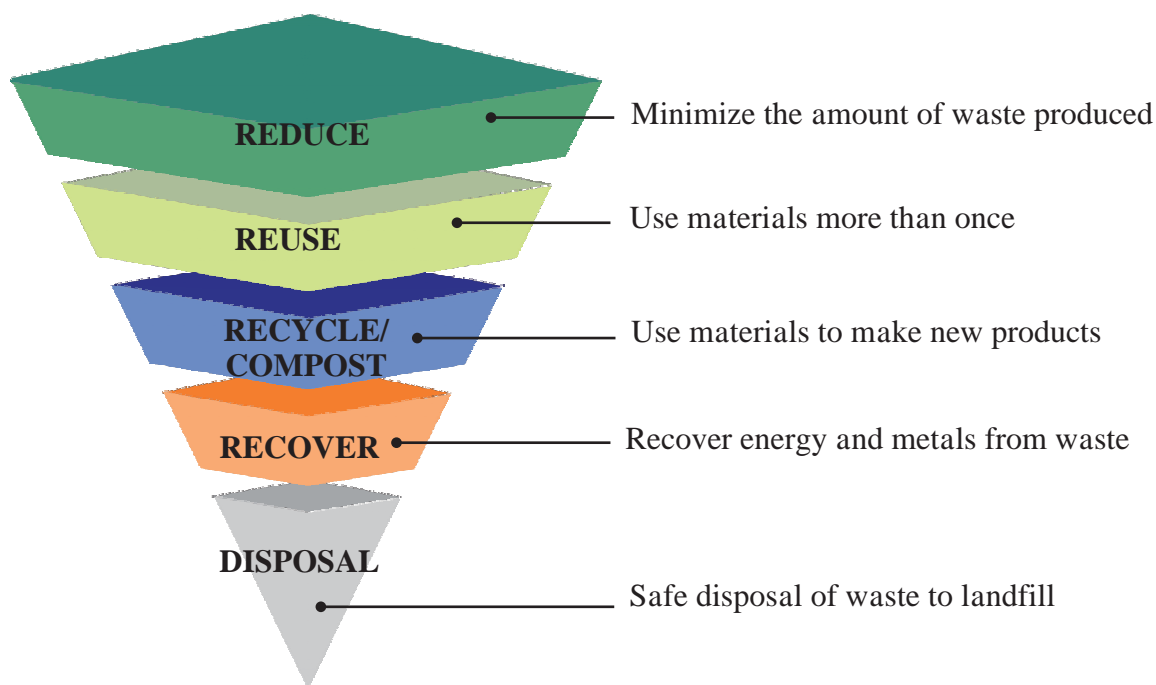 REDUCE
Minimize the amount of waste produced
REUSE
Use materials more than once
RECYCLE/
COMPOST
Use materials to make new products
RECOVER
Recover energy and metals from waste
DISPOSAL
Safe disposal of waste to landfill